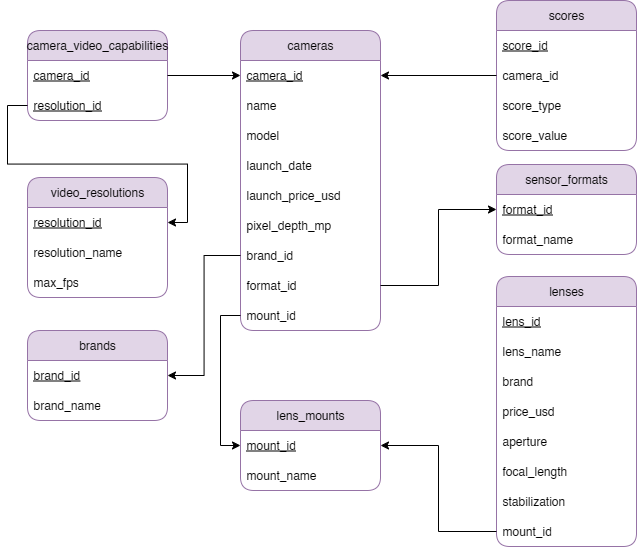 camera_video_capabilities
camera_id
resolution_id
cameras
camera_id
name
model
launch_date
launch_price_usd
pixel_depth_mp
brand_id
format_id
mount_id
scores
score_id
camera_id
score_type
score_value
video_resolutions
resolution_id
resolution_name
max_fps
sensor_formats
format_id
format_name
brands
brand_id
brand_name
lens_mounts
mount_id
mount_name
lenses
lens_id
lens_name
brand
price_usd
aperture
focal_length
stabilization
mount_id